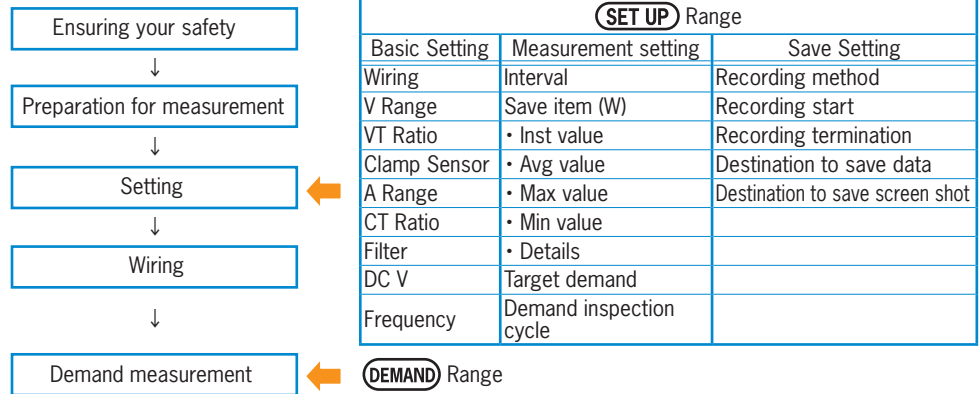 Ensuring your safety
↓
Preparation for measurement
↓
Setting
↓
Wiring
↓
Demand measurement
SET UP Range
Basic Setting Measurement setting Save Setting
Wiring Interval Recording method
V Range Save item (W) Recording start
VT Ratio ・Inst value Recording termination
Clamp Sensor ・Avg value Destination to save data
A Range ・Max value Destination to save screen shot
CT Ratio ・Min value
Filter ・Details
DC V Target demand
Frequency Demand inspection
cycle
DEMAND Range